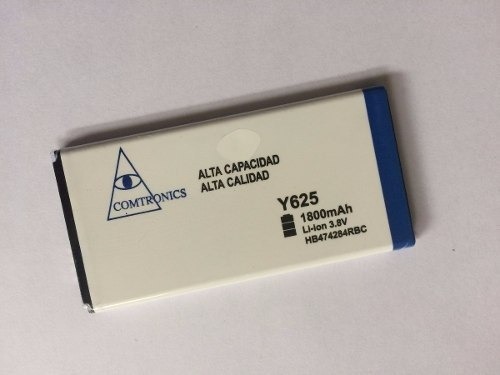 COMTRONICS
ALTA CAPACIDAD
ALTA CALIDAD
Y625
1800mAh
Li-Ion 3.8V
HB474284RBC